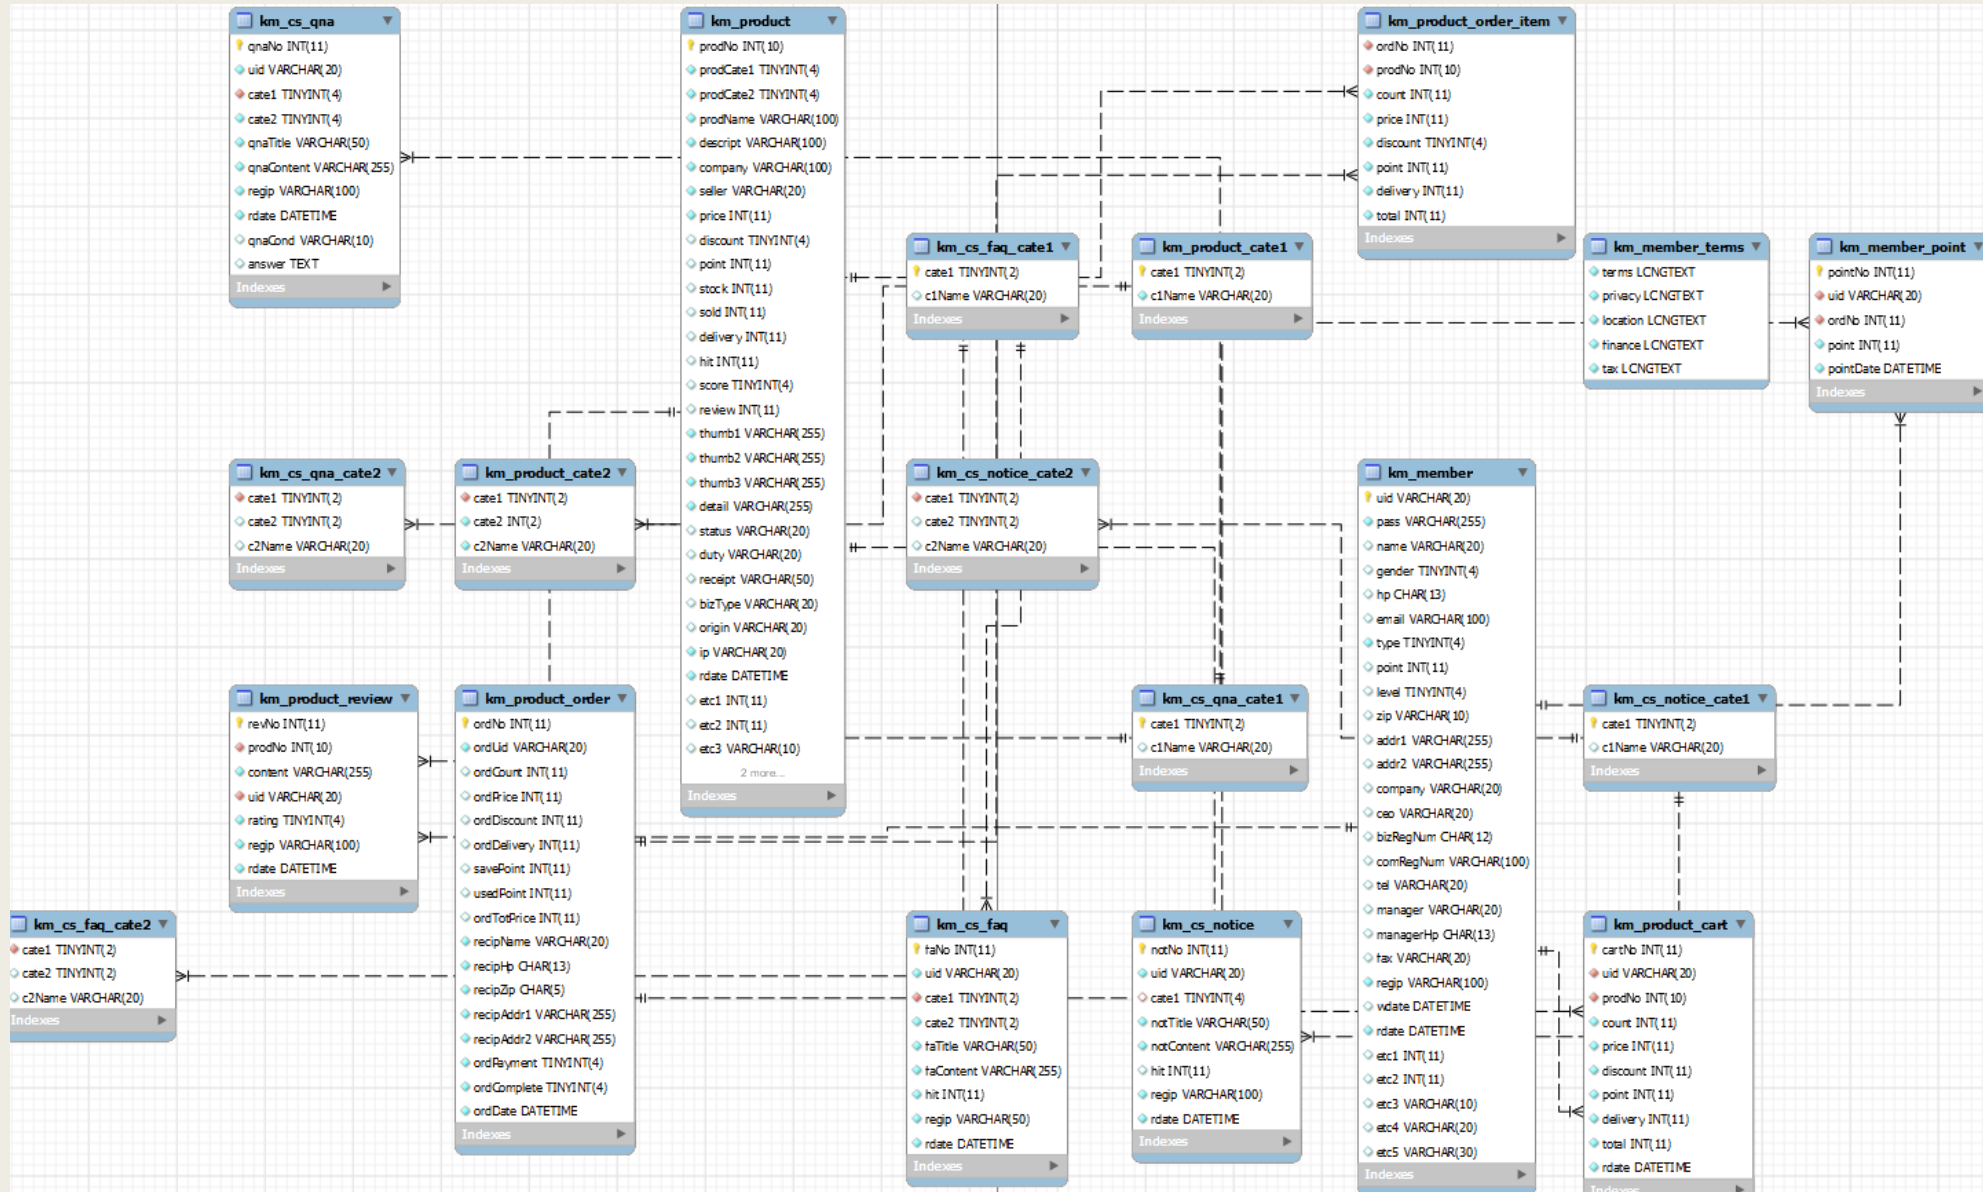 km_cs_qna
qnaNo INT(11)
uid VARCHAR(20)
cate1 TINYINT(4)
cate2 TINYINT(4)
qnaTitle VARCHAR(50)
qnaContent VARCHAR(255)
regip VARCHAR(100)
rdate DATETIME
qnaCond VARCHAR(10)
answer TEXT
Indexes
km_product
prodNo INT(10)
prodCate1 TINYINT(4)
prodCate2 TINYINT(4)
prodName VARCHAR(100)
descript VARCHAR(100)
company VARCHAR(100)
seller VARCHAR(20)
price INT(11)
discount TINYINT(4)
point INT(11)
stock INT(11)
sold INT(11)
delivery INT(11)
hit INT(11)
score TINYINT(4)
review INT(11)
thumb1 VARCHAR(255)
thumb2 VARCHAR(255)
thumb3 VARCHAR(255)
detail VARCHAR(255)
status VARCHAR(20)
duty VARCHAR(20)
receipt VARCHAR(50)
bizType VARCHAR(20)
origin VARCHAR(20)
ip VARCHAR(20)
rdate DATETIME
etc1 INT(11)
etc2 INT(11)
etc3 VARCHAR(10)
2 more...
Indexes
km_product_order_item
ordNo INT(11)
prodNo INT(10)
count INT(11)
price INT(11)
discount TINYINT(4)
point INT(11)
delivery INT(11)
total INT(11)
Indexes
km_cs_faq_cate1
cate1 TINYINT(2)
c1Name VARCHAR(20)
Indexes
km_product_cate1
cate1 TINYINT(2)
c1Name VARCHAR(20)
Indexes
km_member_terms
terms LONGTEXT
privacy LONGTEXT
location LONGTEXT
finance LONGTEXT
tax LONGTEXT
km_member_point
pointNo INT(11)
uid VARCHAR(20)
ordNo INT(11)
point INT(11)
pointDate DATETIME
Indexes
km_cs_qna_cate2
cate1 TINYINT(2)
cate2 TINYINT(2)
c2Name VARCHAR(20)
Indexes
km_product_cate2
cate1 TINYINT(2)
cate2 INT(2)
c2Name VARCHAR(20)
Indexes
km_cs_notice_cate2
cate1 TINYINT(2)
cate2 TINYINT(2)
c2Name VARCHAR(20)
Indexes
km_member
uid VARCHAR(20)
pass VARCHAR(255)
name VARCHAR(20)
gender TINYINT(4)
hp CHAR(13)
email VARCHAR(100)
type TINYINT(4)
point INT(11)
level TINYINT(4)
zip VARCHAR(10)
addr1 VARCHAR(255)
addr2 VARCHAR(255)
company VARCHAR(20)
ceo VARCHAR(20)
bizRegNum CHAR(12)
comRegNum VARCHAR(100)
tel VARCHAR(20)
manager VARCHAR(20)
managerHp CHAR(13)
fax VARCHAR(20)
regip VARCHAR(100)
wdate DATETIME
rdate DATETIME
etc1 INT(11)
etc2 INT(11)
etc3 VARCHAR(10)
etc4 VARCHAR(20)
etc5 VARCHAR(30)
Indexes
km_product_review
revNo INT(11)
prodNo INT(10)
content VARCHAR(255)
uid VARCHAR(20)
rating TINYINT(4)
regip VARCHAR(100)
rdate DATETIME
Indexes
km_product_order
ordNo INT(11)
ordUid VARCHAR(20)
ordCount INT(11)
ordPrice INT(11)
ordDiscount INT(11)
ordDelivery INT(11)
savePoint INT(11)
usedPoint INT(11)
ordTotPrice INT(11)
recipName VARCHAR(20)
recipHp CHAR(13)
recipZip CHAR(5)
recipAddr1 VARCHAR(255)
recipAddr2 VARCHAR(255)
ordPayment TINYINT(4)
ordComplete TINYINT(4)
ordDate DATETIME
Indexes
km_cs_qna_cate1
cate1 TINYINT(2)
c1Name VARCHAR(20)
Indexes
km_cs_notice_cate1
cate1 TINYINT(2)
c1Name VARCHAR(20)
Indexes
km_cs_faq_cate2
cate1 TINYINT(2)
cate2 TINYINT(2)
c2Name VARCHAR(20)
Indexes
km_cs_faq
faNo INT(11)
uid VARCHAR(20)
cate1 TINYINT(2)
cate2 TINYINT(2)
faTitle VARCHAR(50)
faContent VARCHAR(255)
hit INT(11)
regip VARCHAR(50)
rdate DATETIME
Indexes
km_cs_notice
notNo INT(11)
uid VARCHAR(20)
cate1 TINYINT(4)
notTitle VARCHAR(50)
notContent VARCHAR(255)
hit INT(11)
regip VARCHAR(100)
rdate DATETIME
Indexes
km_product_cart
cartNo INT(11)
uid VARCHAR(20)
prodNo INT(10)
count INT(11)
price INT(11)
discount INT(11)
point INT(11)
delivery INT(11)
total INT(11)
rdate DATETIME
Indexes